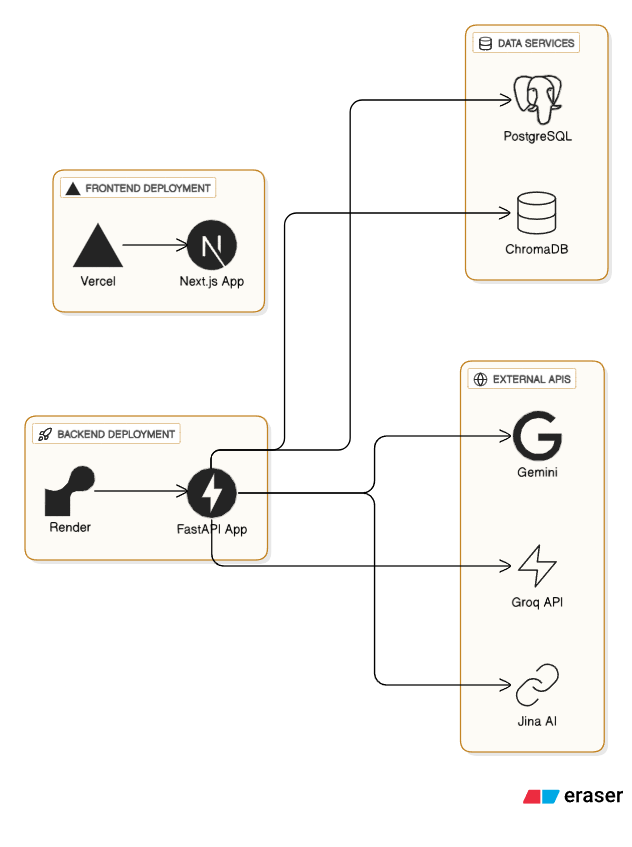 DATA SERVICES
PostgreSQL
ChromaDB
FRONTEND DEPLOYMENT
Vercel
Next.js App
BACKEND DEPLOYMENT
Render
FastAPI App
EXTERNAL APIS
Gemini
Groq API
Jina AI
eraser